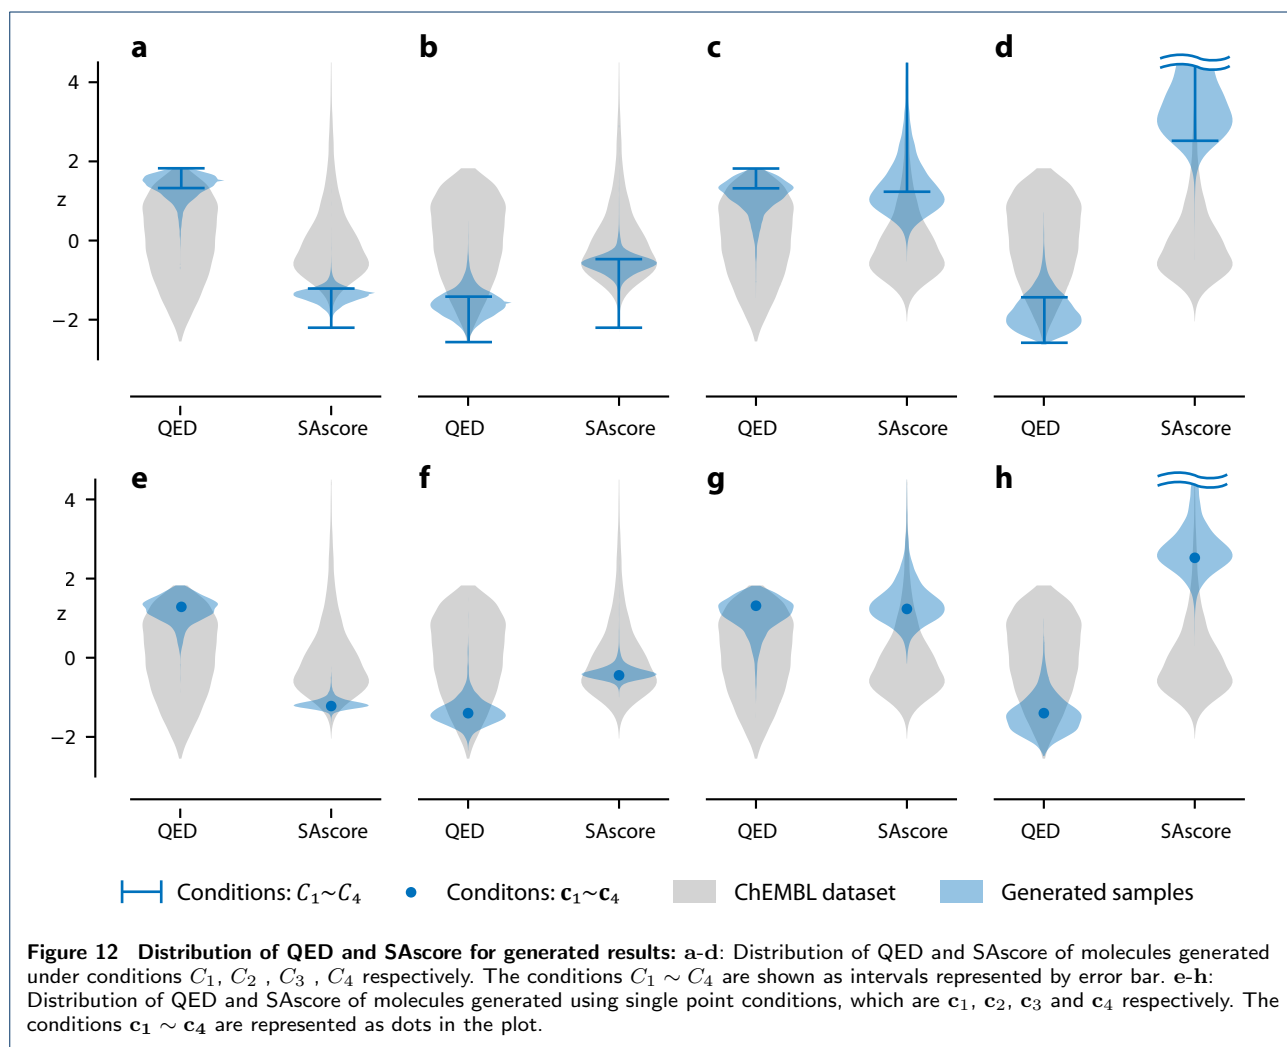 a b c d
4
2
z
0
−2
QED SAscore QED SAscore QED SAscore QED SAscore
e f g h
4
2
z
0
−2
QED SAscore QED SAscore QED SAscore QED SAscore
Conditions: C₁~C₄ Conditons: c₁~c₄ ChEMBL dataset Generated samples
Figure 12 Distribution of QED and SAscore for generated results: a-d: Distribution of QED and SAscore of molecules generated
under conditions C₁, C₂ , C₃ , C₄ respectively. The conditions C₁ ∼ C₄ are shown as intervals represented by error bar. e-h:
Distribution of QED and SAscore of molecules generated using single point conditions, which are c₁, c₂, c₃ and c₄ respectively. The
conditions c₁ ∼ c₄ are represented as dots in the plot.